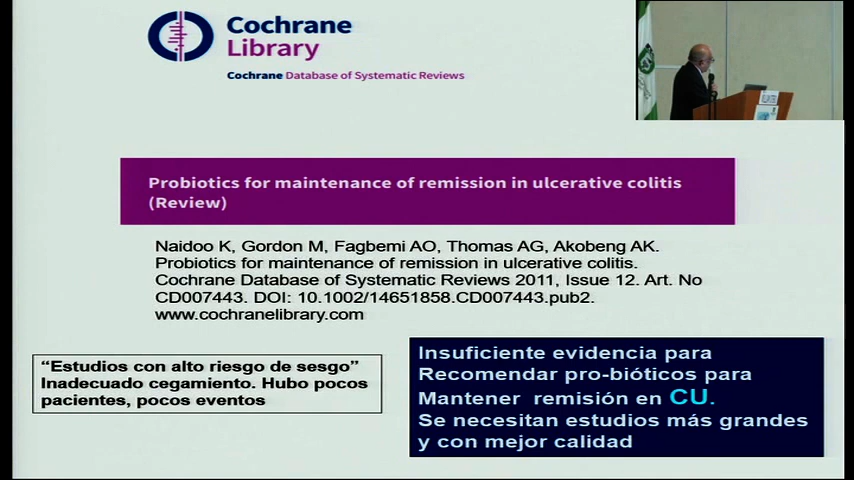 Cochrane
Library
Cochrane Database of Systematic Reviews
Probiotics for maintenance of remission in ulcerative colitis
(Review)
Naidoo K, Gordon M, Fagbemi AO, Thomas AG, Akobeng AK.
Probiotics for maintenance of remission in ulcerative colitis.
Cochrane Database of Systematic Reviews 2011, Issue 12. Art. No
CD007443. DOI: 10.1002/14651858.CD007443.pub2.
www.cochranelibrary.com
“Estudios con alto riesgo de sesgo”
Inadecuado cegamiento. Hubo pocos
pacientes, pocos eventos
Insuficiente evidencia para
Recomendar pro-bióticos para
Mantener remisión en CU.
Se necesitan estudios más grandes
y con mejor calidad